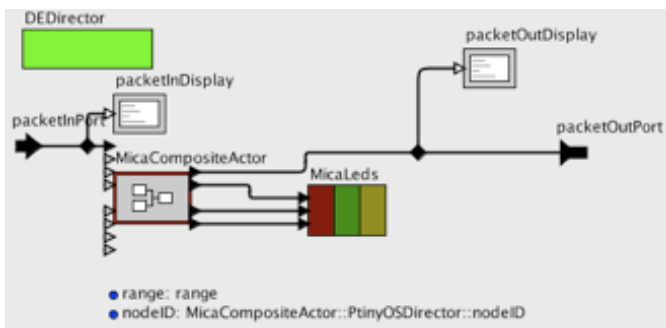 DEDirector
packetOutDisplay
packetInDisplay
packetInPort
packetOutPort
MicaCompositeActor
MicaLeds
range: range
nodeID: MicaCompositeActor::PtinyOSDirector::nodeID